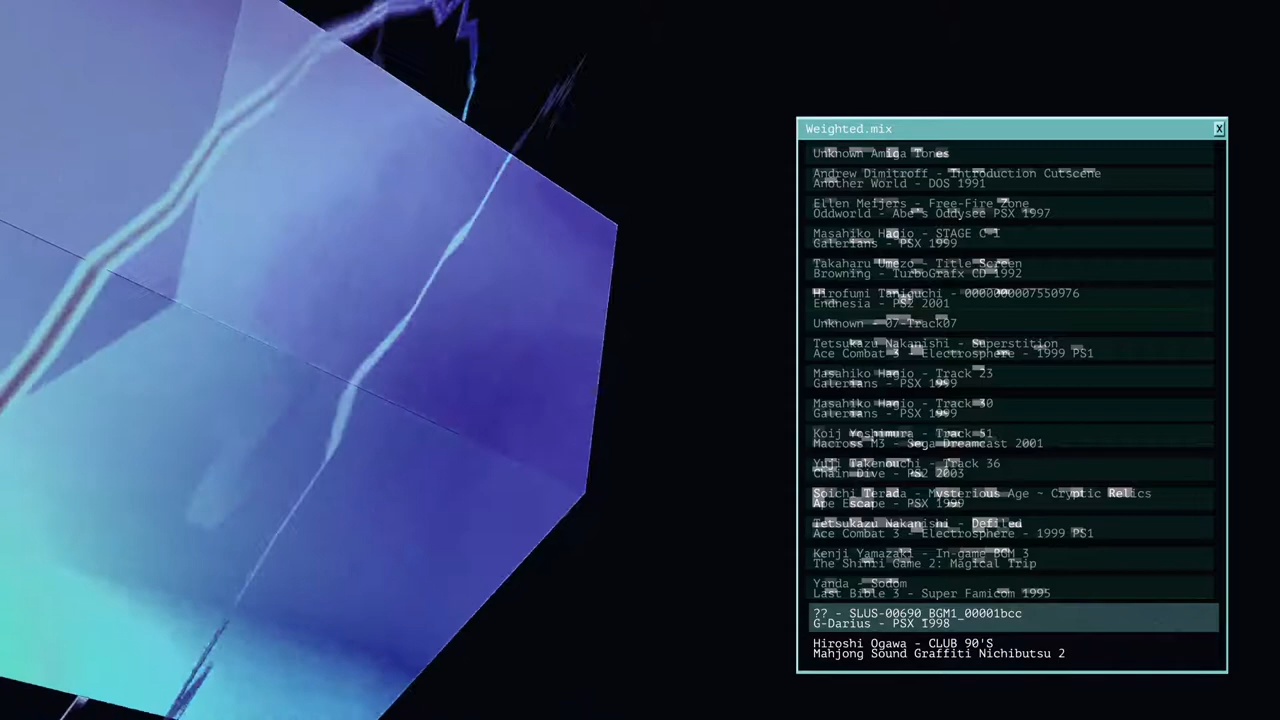 Weighted.mix
X
Unknown Amiga Tones
Andrew Dimitroff - Introduction Cutscene
Another World - DOS 1991
Ellen Meijers - Free-Fire Zone
Oddworld - Abe's Oddysee PSX 1997
Masahiko Hagio - STAGE C-1
Galerians - PSX 1999
Takaharu Umezo - Title Screen
Browning - TurboGrafx CD 1992
Hirofumi Taniguchi - 0000000007550976
Endnesia - PS2 2001
Unknown - 07-Track07
Tetsukazu Nakanishi - Superstition
Ace Combat 3 - Electrosphere - 1999 PS1
Masahiko Hagio - Track 23
Galerians - PSX 1999
Masahiko Hagio - Track 30
Galerians - PSX 1999
Koij Yoshimura - Track 51
Macross M3 - Sega Dreamcast 2001
Yuji Takenouchi - Track 36
Chain Dive - PS2 2003
Soichi Terada - Mysterious Age ~ Cryptic Relics
Ape Escape - PSX 1999
Tetsukazu Nakanishi - Defiled
Ace Combat 3 - Electrosphere - 1999 PS1
Kenji Yamazaki - In-game BGM 3
The Shinri Game 2: Magical Trip
Yanda - Sodom
Last Bible 3 - Super Famicom 1995
?? - SLUS-00690_BGM1_00001bcc
G-Darius - PSX 1998
Hiroshi Ogawa - CLUB 90'S
Mahjong Sound Graffiti Nichibutsu 2